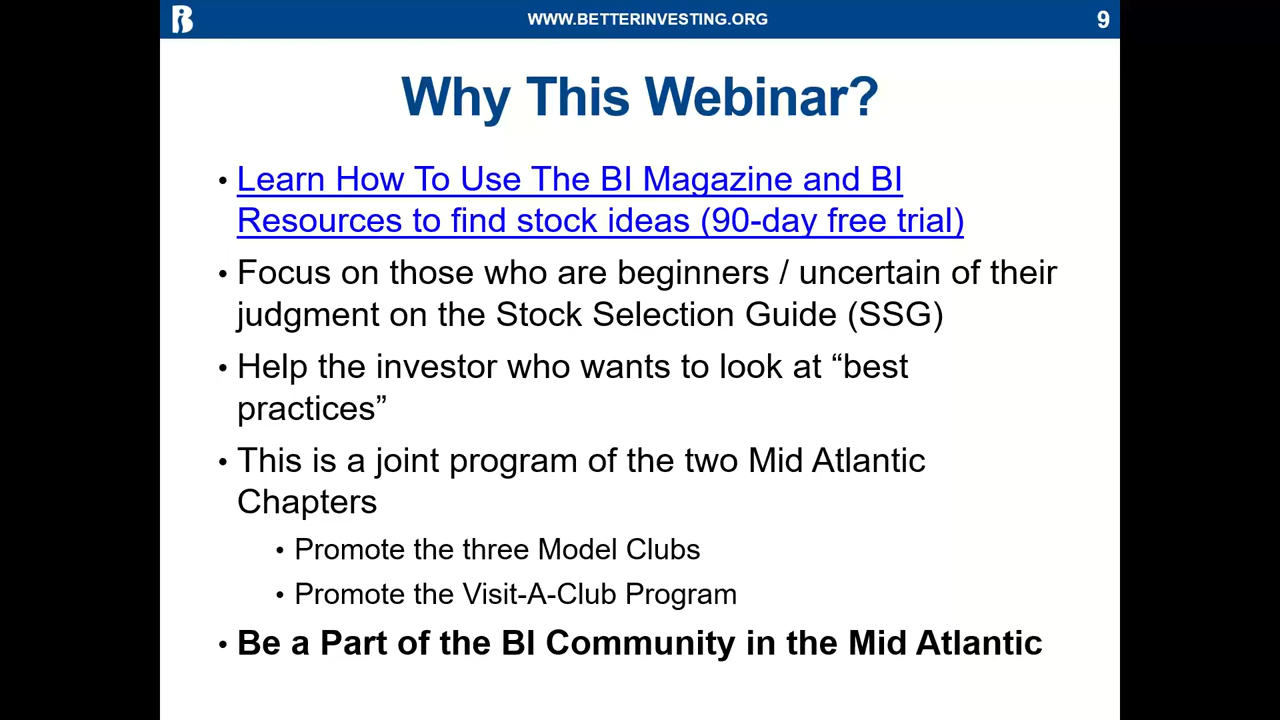 WWW.BETTERINVESTING.ORG
9
Why This Webinar?
• Learn How To Use The BI Magazine and BI
Resources to find stock ideas (90-day free trial)
• Focus on those who are beginners / uncertain of their
judgment on the Stock Selection Guide (SSG)
• Help the investor who wants to look at “best
practices”
• This is a joint program of the two Mid Atlantic
Chapters
• Promote the three Model Clubs
• Promote the Visit-A-Club Program
• Be a Part of the BI Community in the Mid Atlantic